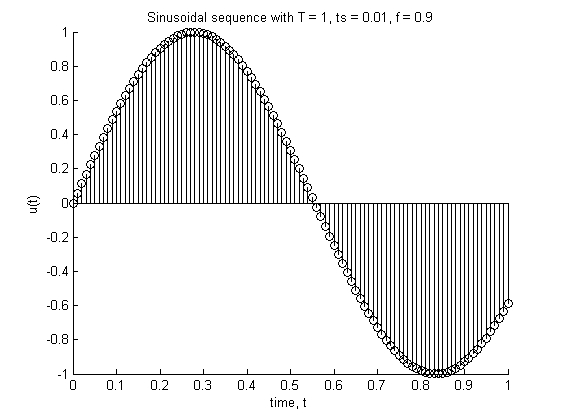 Sinusoidal sequence with T = 1, ts = 0.01, f = 0.9
1
0.8
0.6
0.4
0.2
0
-0.2
-0.4
-0.6
-0.8
-1
u(t)
0 0.1 0.2 0.3 0.4 0.5 0.6 0.7 0.8 0.9 1
time, t